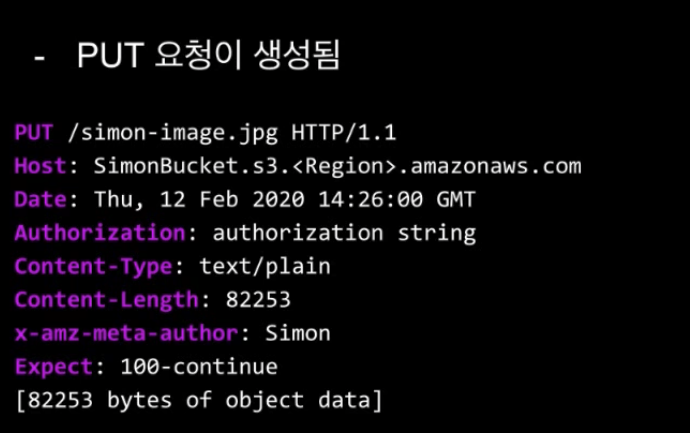 - PUT 요청이 생성됨
PUT /simon-image.jpg HTTP/1.1
Host: SimonBucket.s3.<Region>.amazonaws.com
Date: Thu, 12 Feb 2020 14:26:00 GMT
Authorization: authorization string
Content-Type: text/plain
Content-Length: 82253
x-amz-meta-author: Simon
Expect: 100-continue
[82253 bytes of object data]